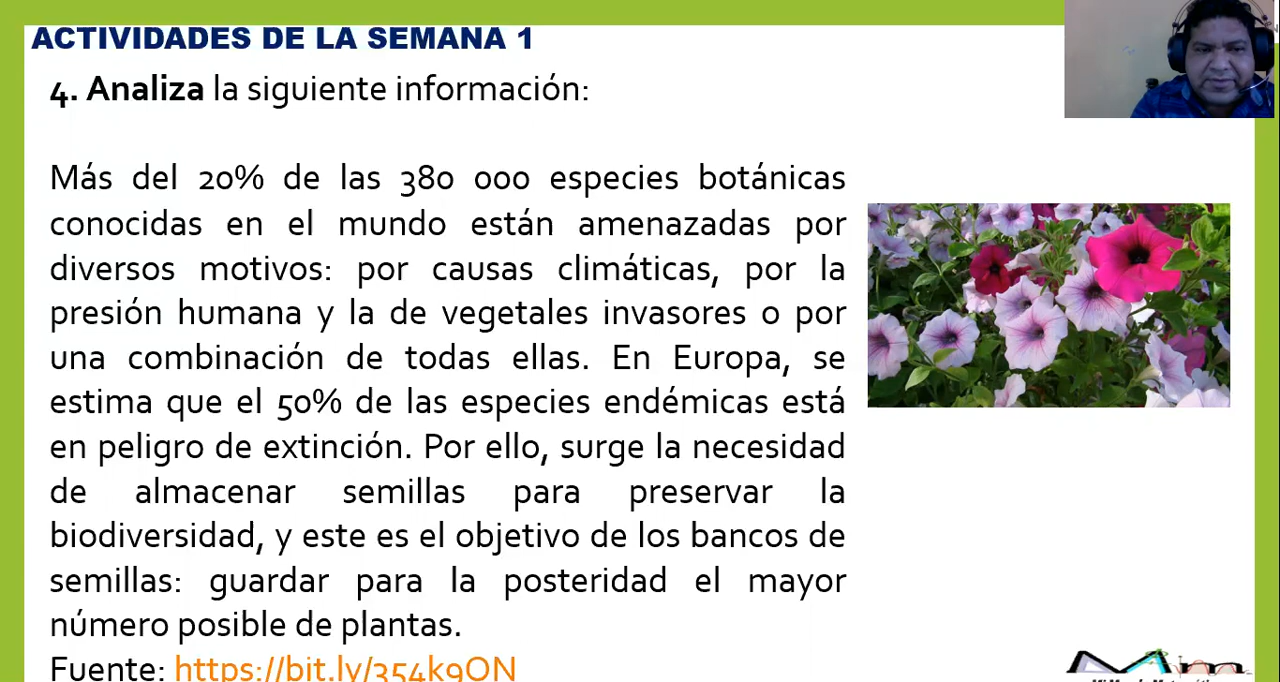 ACTIVIDADES DE LA SEMANA 1
4. Analiza la siguiente información:
Más del 20% de las 380 000 especies botánicas
conocidas en el mundo están amenazadas por
diversos motivos: por causas climáticas, por la
presión humana y la de vegetales invasores o por
una combinación de todas ellas. En Europa, se
estima que el 50% de las especies endémicas está
en peligro de extinción. Por ello, surge la necesidad
de almacenar semillas para preservar la
biodiversidad, y este es el objetivo de los bancos de
semillas: guardar para la posteridad el mayor
número posible de plantas.
Fuente: https://bit.ly/354k9ON